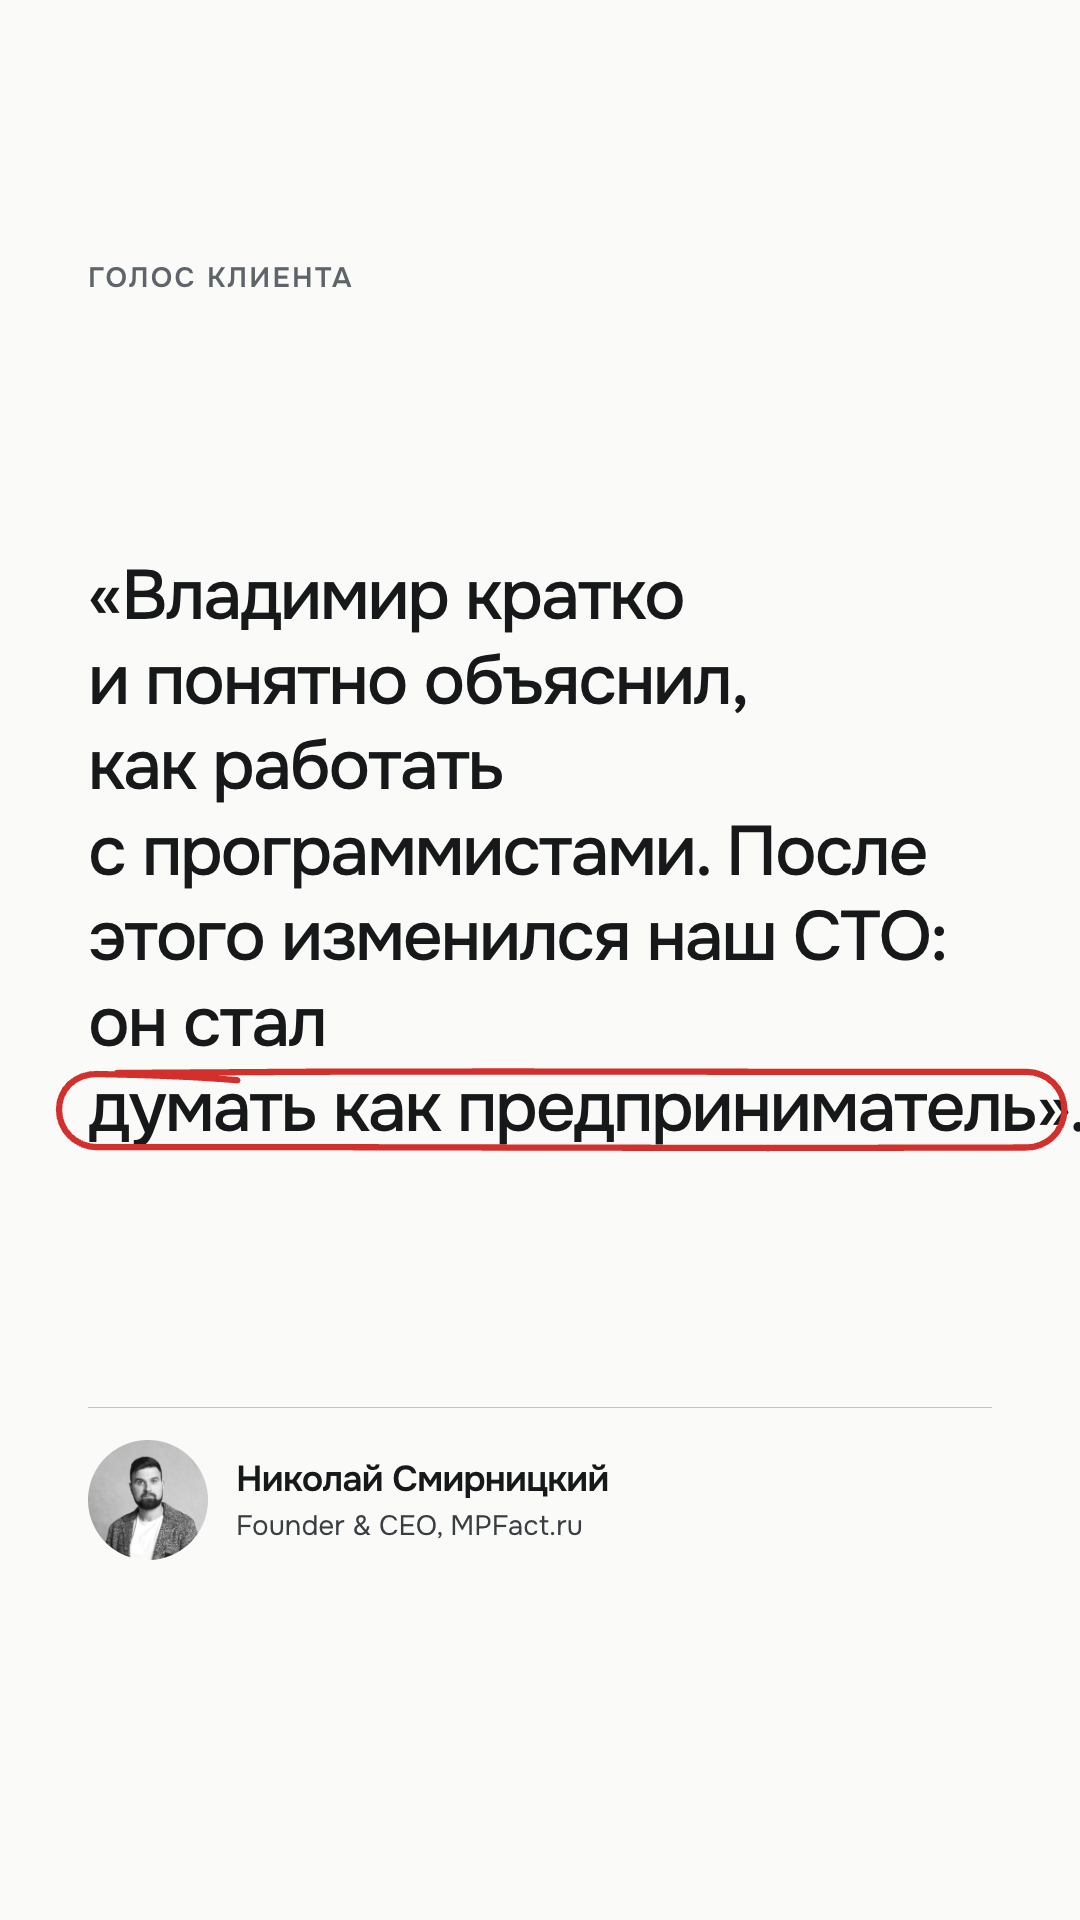 ГОЛОС КЛИЕНТА
«Владимир кратко
и понятно объяснил,
как работать
с программистами. После
этого изменился наш СТО:
он стал
думать как предприниматель».
Николай Смирницкий
Founder & CEO, MPFact.ru